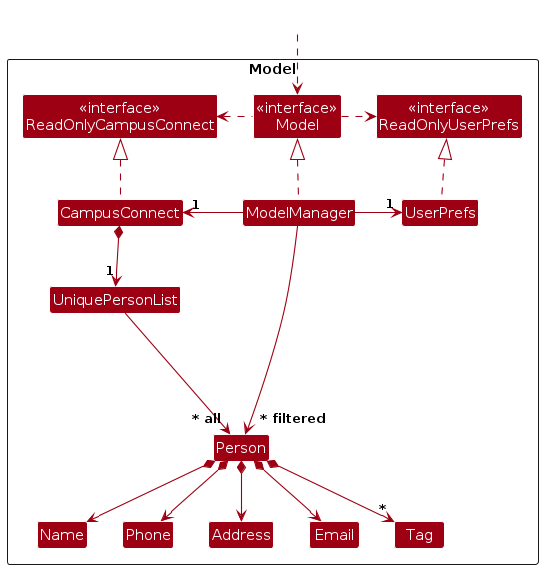 Model
«interface»
ReadOnlyCampusConnect
«interface»
Model
«interface»
ReadOnlyUserPrefs
CampusConnect
1
ModelManager
1
UserPrefs
1
UniquePersonList
* all
* filtered
Person
*
Name
Phone
Address
Email
Tag